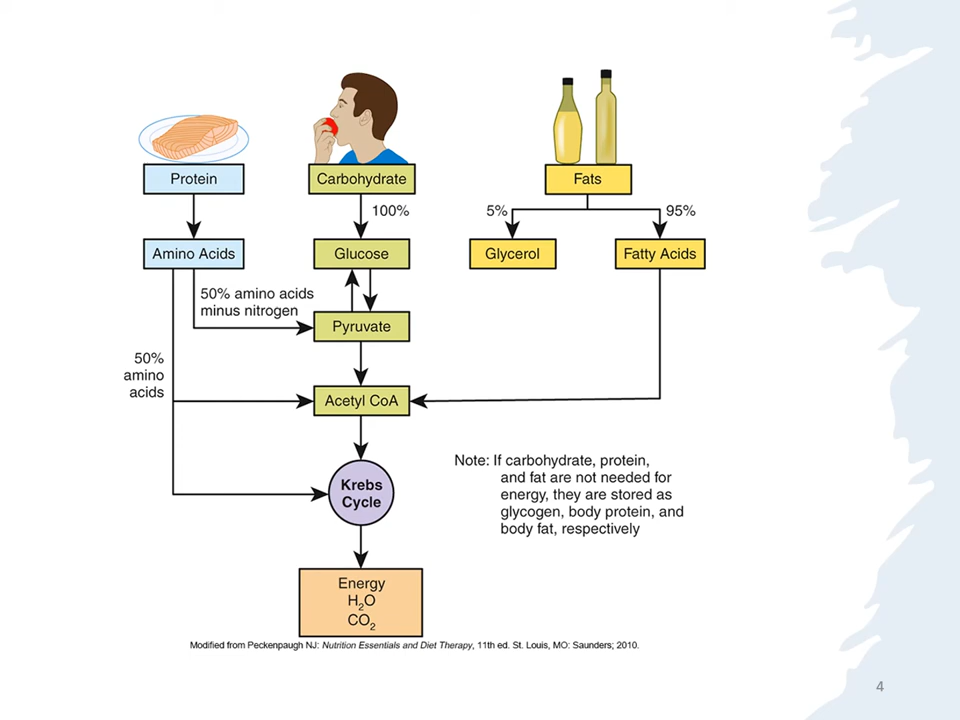 Protein
Carbohydrate
Fats
100%
5%
95%
Amino Acids
Glucose
Glycerol
Fatty Acids
50% amino acids
minus nitrogen
Pyruvate
50%
amino
acids
Acetyl CoA
Krebs
Cycle
Note: If carbohydrate, protein,
and fat are not needed for
energy, they are stored as
glycogen, body protein, and
body fat, respectively
Energy
H₂O
CO₂
Modified from Peckenpaugh NJ: Nutrition Essentials and Diet Therapy, 11th ed. St. Louis, MO: Saunders; 2010.
4